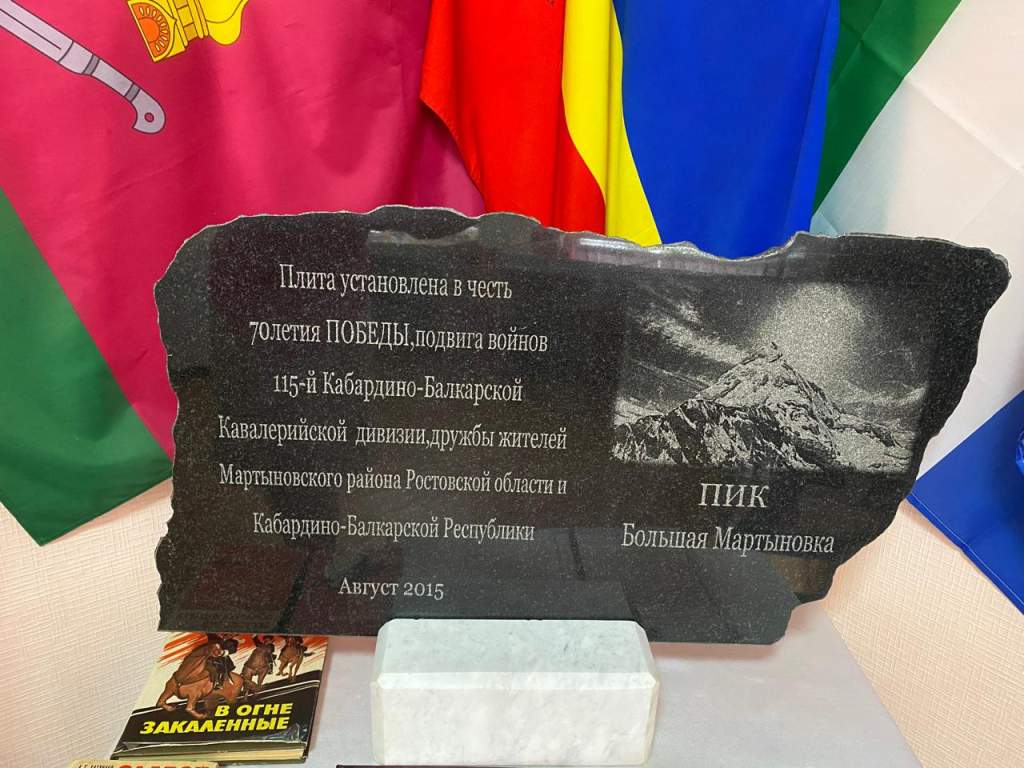 Плита установлена в честь
70летия ПОБЕДЫ,подвига войнов
115-й Кабардино-Балкарской
Кавалерийской дивизии,дружбы жителей
Мартыновского района Ростовской области и
Кабардино-Балкарской Республики
Август 2015
ПИК
Большая Мартыновка
В ОГНЕ
ЗАКАЛЕННЫЕ